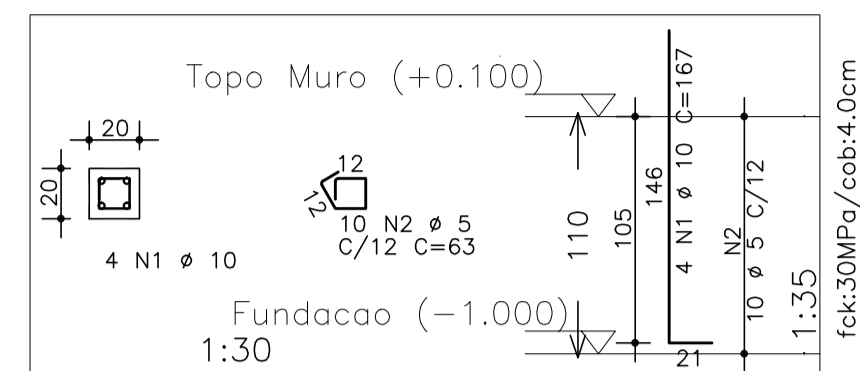 Topo Muro (+0.100)
20
20
4 N1 ø 10
12
12
10 N2 ø 5
C/12 C=63
Fundacao (-1.000)
1:30
110
105
146
4 N1 ø 10 C=167
21
N2
10 ø 5 C/12
1:35
fck:30MPa/cob:4.0cm